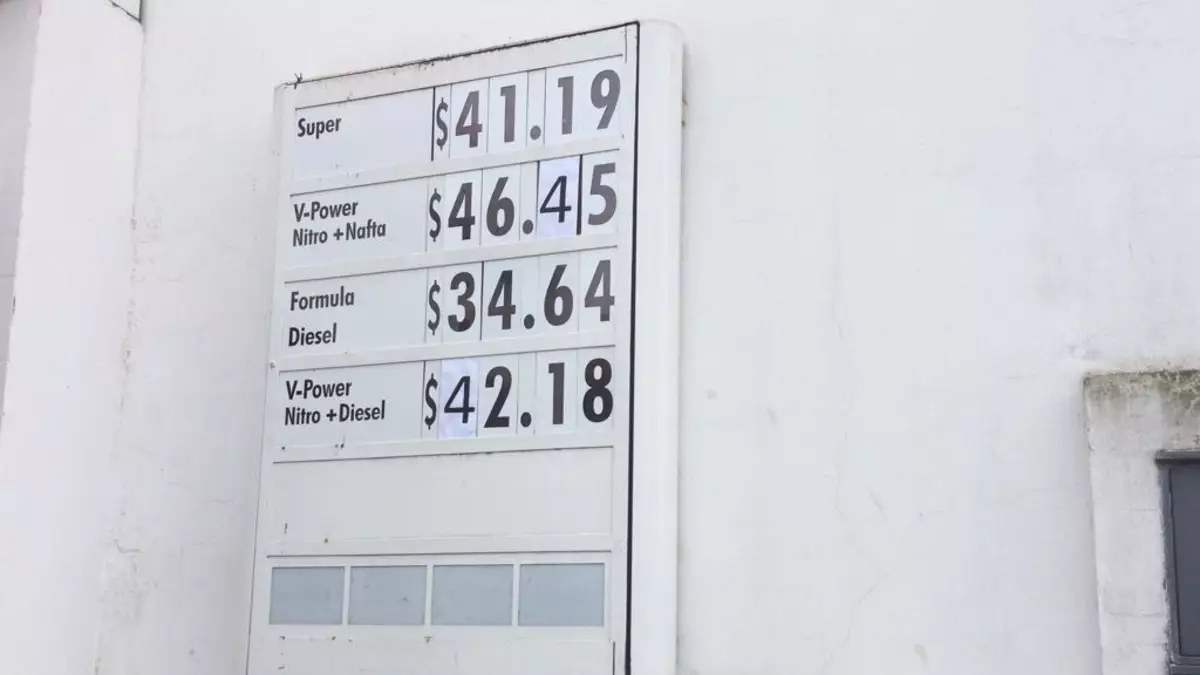 Super $41.19
V-Power
Nitro +Nafta $46.45
Formula
Diesel $34.64
V-Power
Nitro +Diesel $42.18